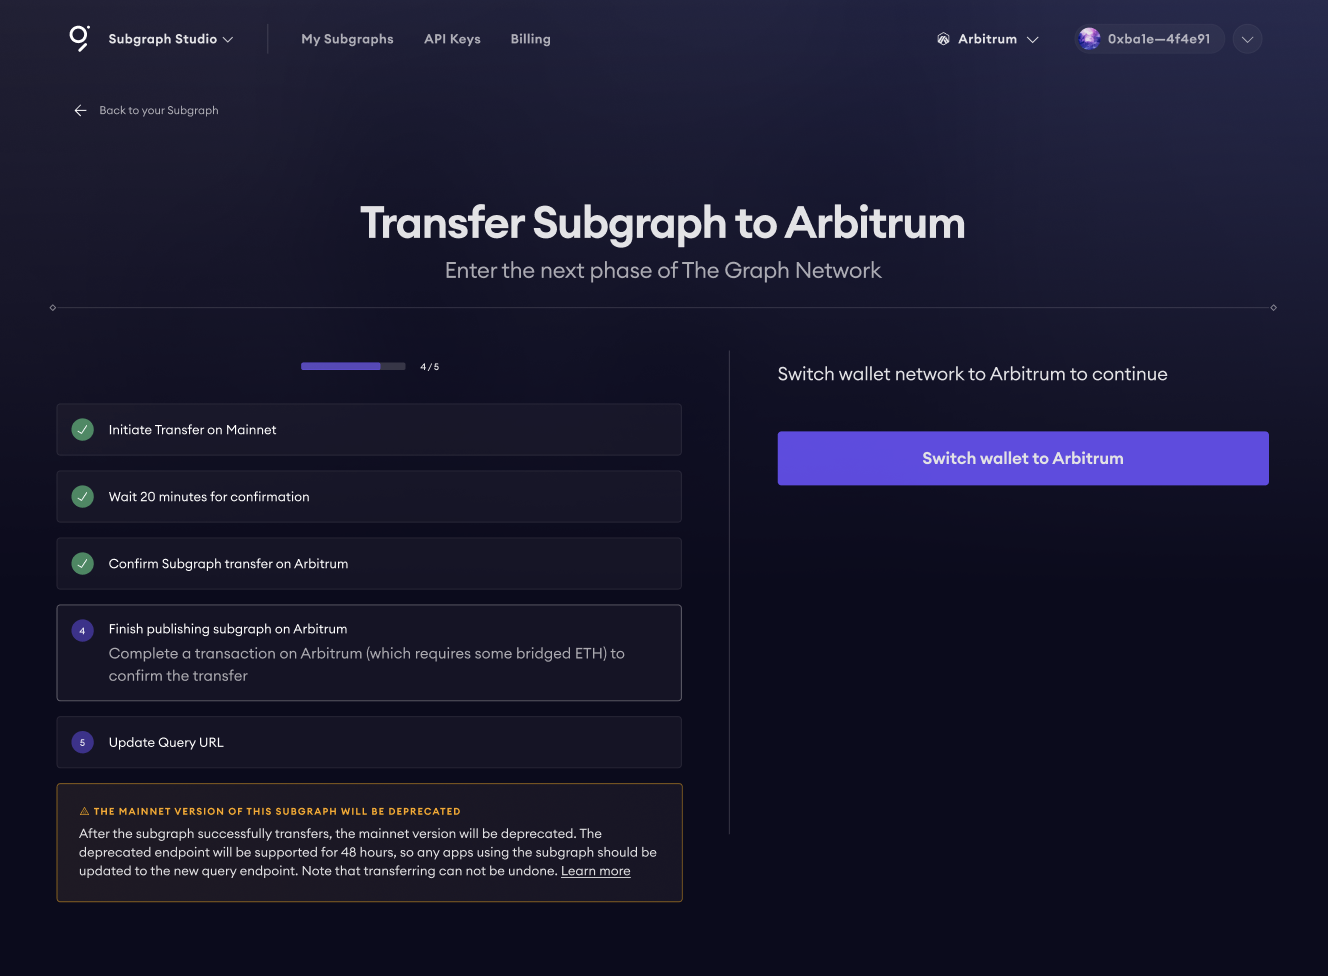 Subgraph Studio
My Subgraphs
API Keys
Billing
Arbitrum
0xba1e—4f4e91
Back to your Subgraph
Transfer Subgraph to Arbitrum
Enter the next phase of The Graph Network
4/5
Initiate Transfer on Mainnet
Wait 20 minutes for confirmation
Confirm Subgraph transfer on Arbitrum
4
Finish publishing subgraph on Arbitrum
Complete a transaction on Arbitrum (which requires some bridged ETH) to
confirm the transfer
5
Update Query URL
⚠ THE MAINNET VERSION OF THIS SUBGRAPH WILL BE DEPRECATED
After the subgraph successfully transfers, the mainnet version will be deprecated. The
deprecated endpoint will be supported for 48 hours, so any apps using the subgraph should be
updated to the new query endpoint. Note that transferring can not be undone. Learn more
Switch wallet network to Arbitrum to continue
Switch wallet to Arbitrum